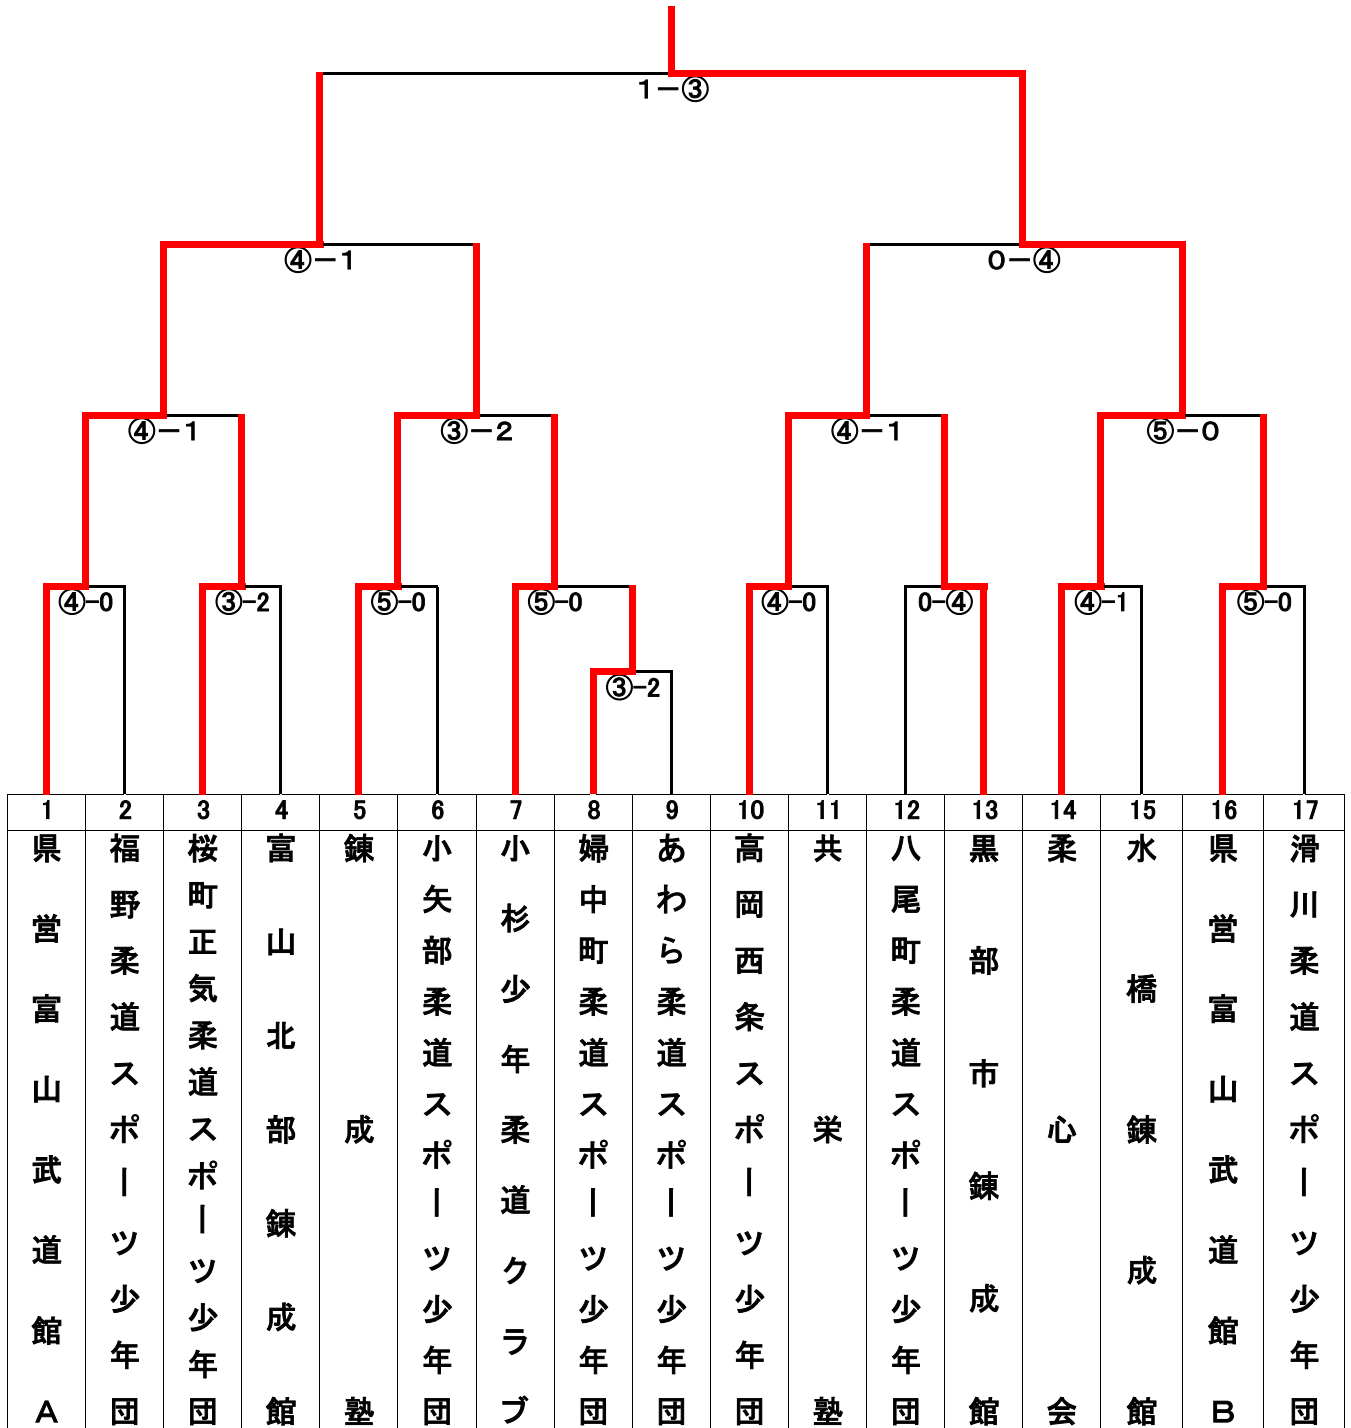 1－③
④－1
0－④
④－1
③－2
④－1
⑤－0
④-0
③-2
⑤-0
⑤-0
④-0
0-④
④-1
⑤-0
③-2
1
2
3
4
5
6
7
8
9
10
11
12
13
14
15
16
17
県営富山武道館A
福野柔道スポーツ少年団
桜町正気柔道スポーツ少年団
富山北部錬成館
錬成塾
小矢部柔道スポーツ少年団
小杉少年柔道クラブ
婦中町柔道スポーツ少年団
あわら柔道スポーツ少年団
高岡西条スポーツ少年団
共栄塾
八尾町柔道スポーツ少年団
黒部市錬成館
柔心会
水橋錬成館
県営富山武道館B
滑川柔道スポーツ少年団